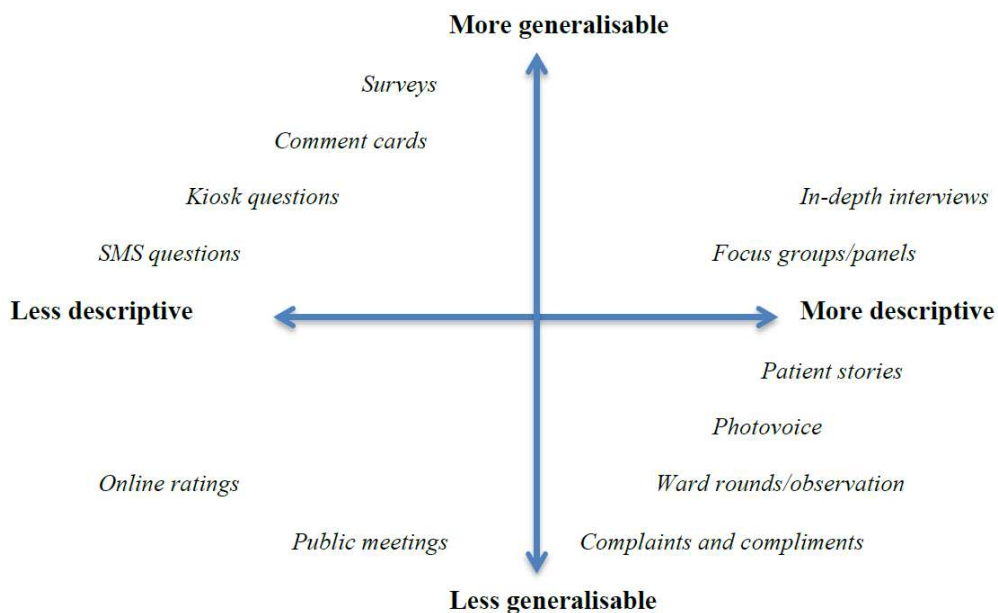 More generalisable
Surveys
Comment cards
Kiosk questions
In-depth interviews
SMS questions
Focus groups/panels
Less descriptive
More descriptive
Patient stories
Photovoice
Online ratings
Ward rounds/observation
Public meetings
Complaints and compliments
Less generalisable